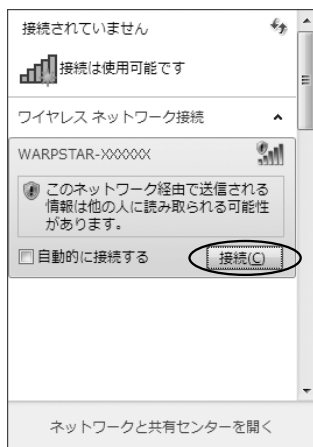 接続されていません
接続は使用可能です
ワイヤレス ネットワーク接続
WARPSTAR-XXXXXX
このネットワーク経由で送信される
情報は他の人に読み取られる可能性
があります。
自動的に接続する
接続(C)
ネットワークと共有センターを開く